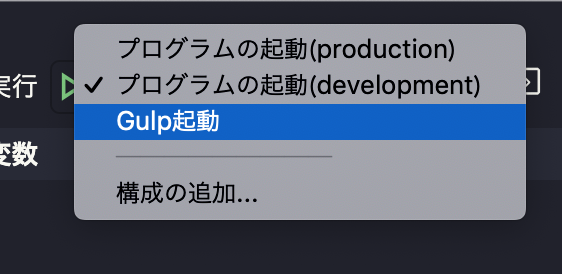 プログラムの起動(production)
実行
✓ プログラムの起動(development)
Gulp起動
変数
構成の追加...